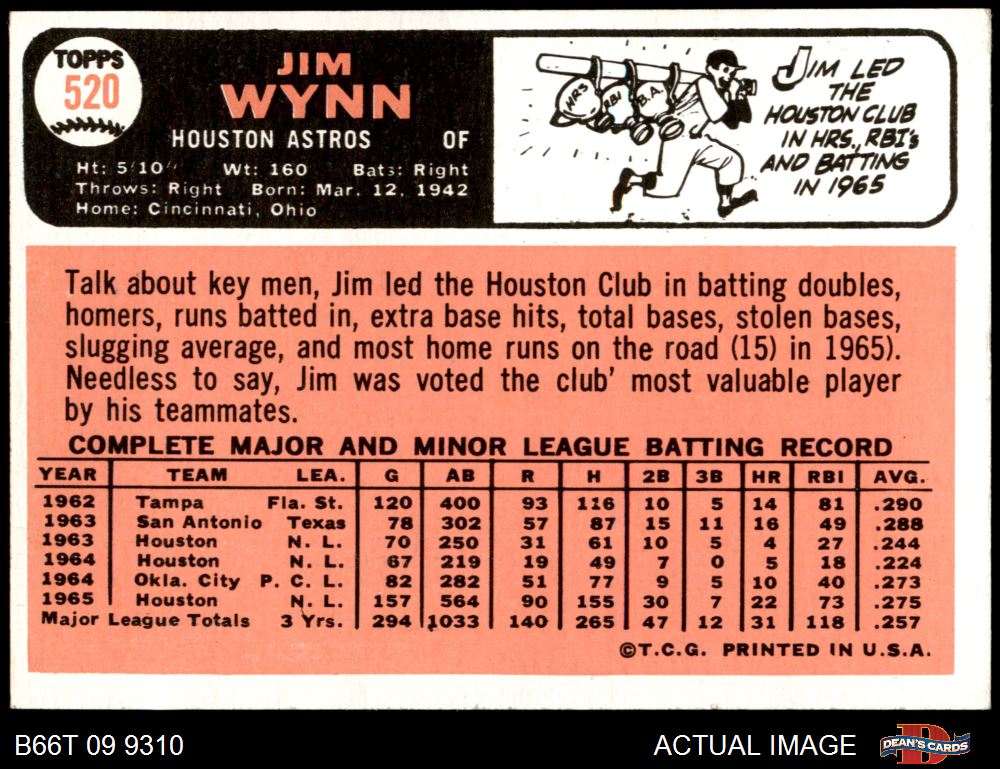 TOPPS
520
JIM
WYNN
HOUSTON ASTROS OF
Ht: 5'10" Wt: 160 Bats: Right
Throws: Right Born: Mar. 12, 1942
Home: Cincinnati, Ohio
HRS RBI B.A.
JIM LED
THE
HOUSTON CLUB
IN HRS., RBI's
AND BATTING
IN 1965
Talk about key men, Jim led the Houston Club in batting doubles,
homers, runs batted in, extra base hits, total bases, stolen bases,
slugging average, and most home runs on the road (15) in 1965).
Needless to say, Jim was voted the club' most valuable player
by his teammates.
COMPLETE MAJOR AND MINOR LEAGUE BATTING RECORD
YEAR TEAM LEA. G AB R H 2B 3B HR RBI AVG.
1962 Tampa Fla. St. 120 400 93 116 10 5 14 81 .290
1963 San Antonio Texas 78 302 57 87 15 11 16 49 .288
1963 Houston N. L. 70 250 31 61 10 5 4 27 .244
1964 Houston N. L. 67 219 19 49 7 0 5 18 .224
1964 Okla. City P. C. L. 82 282 51 77 9 5 10 40 .273
1965 Houston N. L. 157 564 90 155 30 7 22 73 .275
Major League Totals 3 Yrs. 294 1033 140 265 47 12 31 118 .257
©T.C.G. PRINTED IN U.S.A.
B66T 09 9310 ACTUAL IMAGE DEAN'S CARDS